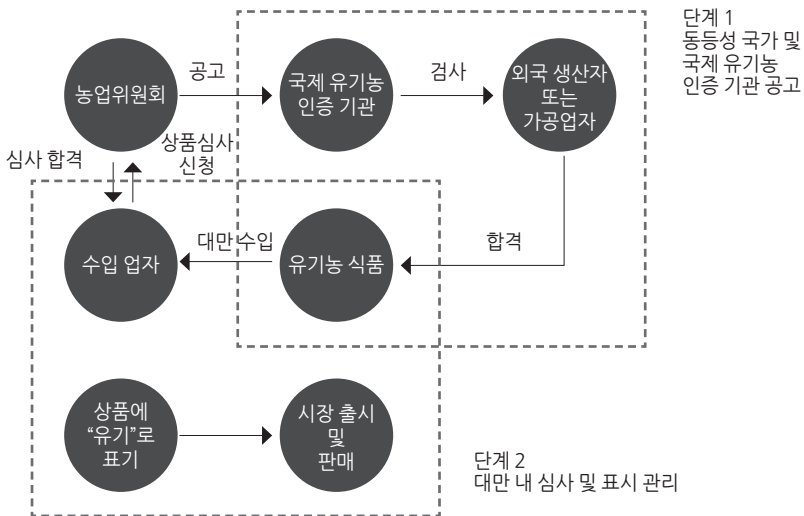 단계 1
동등성 국가 및
국제 유기농
인증 기관 공고
농업위원회
공고
국제 유기농
인증 기관
검사
외국 생산자
또는
가공업자
심사 합격
상품심사
신청
수입 업자
대만 수입
유기농 식품
합격
상품에
“유기”로
표기
시장 출시
및
판매
단계 2
대만 내 심사 및 표시 관리